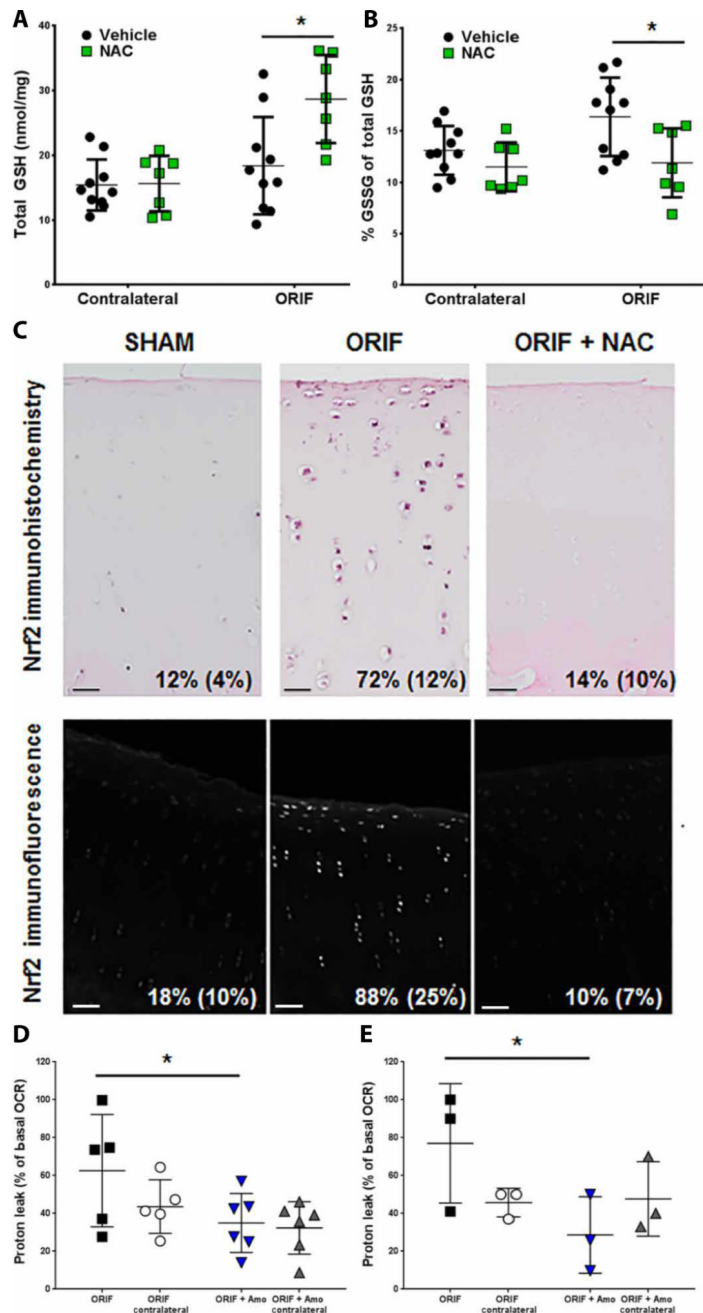 A
*
Vehicle
NAC
Total GSH (nmol/mg)
40
30
20
10
0
Contralateral
ORIF
B
*
Vehicle
NAC
% GSSG of total GSH
25
20
15
10
5
0
Contralateral
ORIF
C
SHAM
ORIF
ORIF + NAC
Nrf2 immunohistochemistry
12% (4%)
72% (12%)
14% (10%)
Nrf2 immunofluorescence
18% (10%)
88% (25%)
10% (7%)
D
*
Proton leak (% of basal OCR)
120
100
80
60
40
20
0
ORIF
ORIF
contralateral
ORIF + Amo
ORIF + Amo
contralateral
E
*
Proton leak (% of basal OCR)
120
100
80
60
40
20
0
ORIF
ORIF
contralateral
ORIF + Amo
ORIF + Amo
contralateral